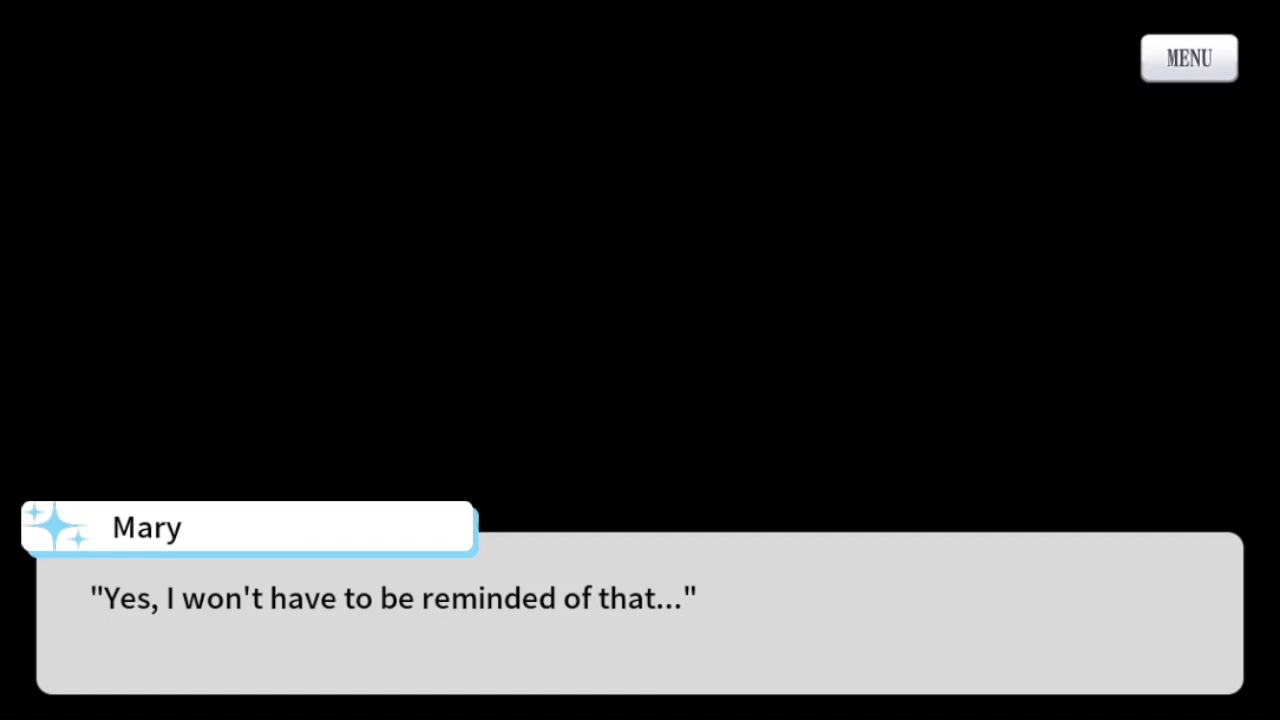 MENU
Mary
"Yes, I won't have to be reminded of that..."